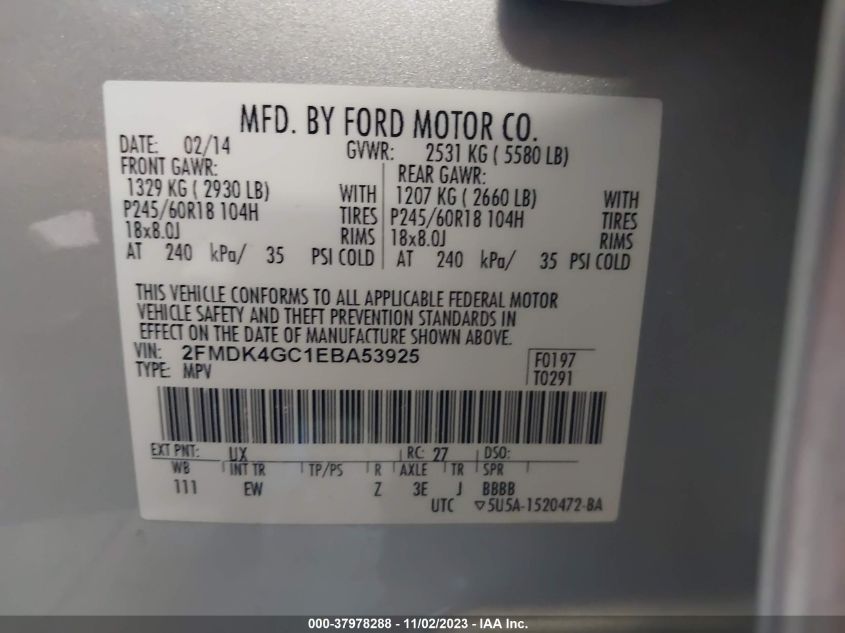 MFD. BY FORD MOTOR CO.
DATE: 02/14 GVWR: 2531 KG ( 5580 LB)
FRONT GAWR: REAR GAWR:
1329 KG ( 2930 LB) WITH 1207 KG ( 2660 LB) WITH
P245/60R18 104H TIRES P245/60R18 104H TIRES
18x8.0J RIMS 18x8.0J RIMS
AT 240 kPa/ 35 PSI COLD AT 240 kPa/ 35 PSI COLD
THIS VEHICLE CONFORMS TO ALL APPLICABLE FEDERAL MOTOR
VEHICLE SAFETY AND THEFT PREVENTION STANDARDS IN
EFFECT ON THE DATE OF MANUFACTURE SHOWN ABOVE.
VIN: 2FMDK4GC1EBA53925 F0197
TYPE: MPV T0291
EXT PNT: UX RC: 27 DSO:
WB INT TR TP/PS R AXLE TR SPR
111 EW Z 3E J BBBB
UTC ▽5U5A-1520472-BA
000-37978288 - 11/02/2023 - IAA Inc.